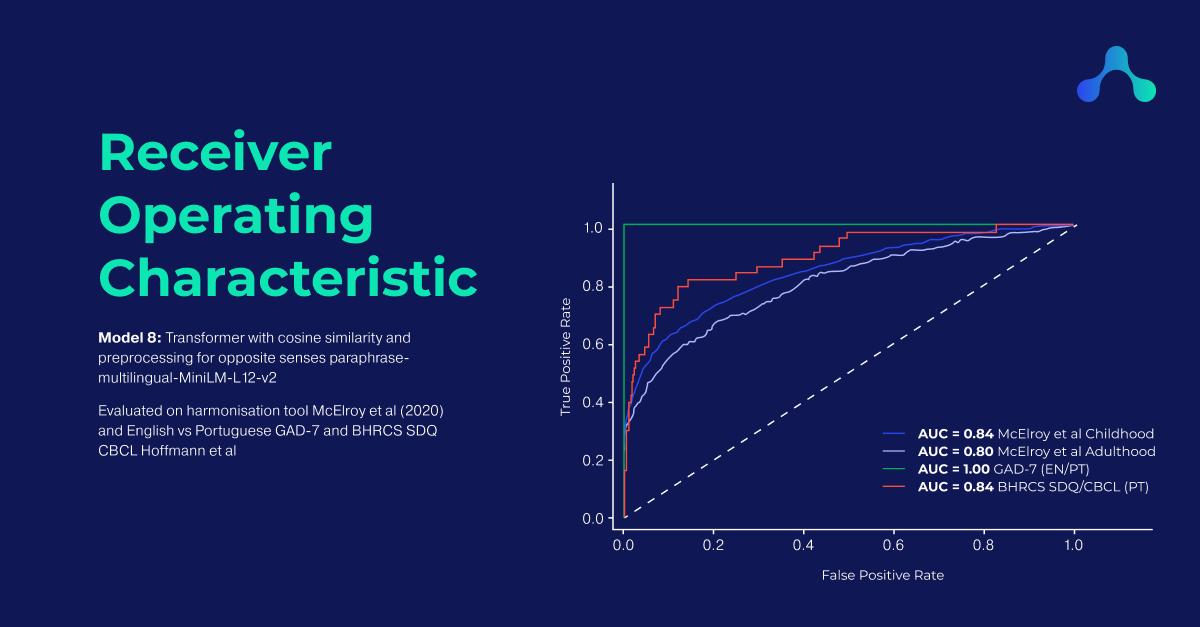 Receiver
Operating
Characteristic
Model 8: Transformer with cosine similarity and
preprocessing for opposite senses paraphrase-
multilingual-MiniLM-L12-v2
Evaluated on harmonisation tool McElroy et al (2020)
and English vs Portuguese GAD-7 and BHRCS SDQ
CBCL Hoffmann et al
True Positive Rate
1.0
0.8
0.6
0.4
0.2
0.0
AUC = 0.84 McElroy et al Childhood
AUC = 0.80 McElroy et al Adulthood
AUC = 1.00 GAD-7 (EN/PT)
AUC = 0.84 BHRCS SDQ/CBCL (PT)
0.0 0.2 0.4 0.6 0.8 1.0
False Positive Rate